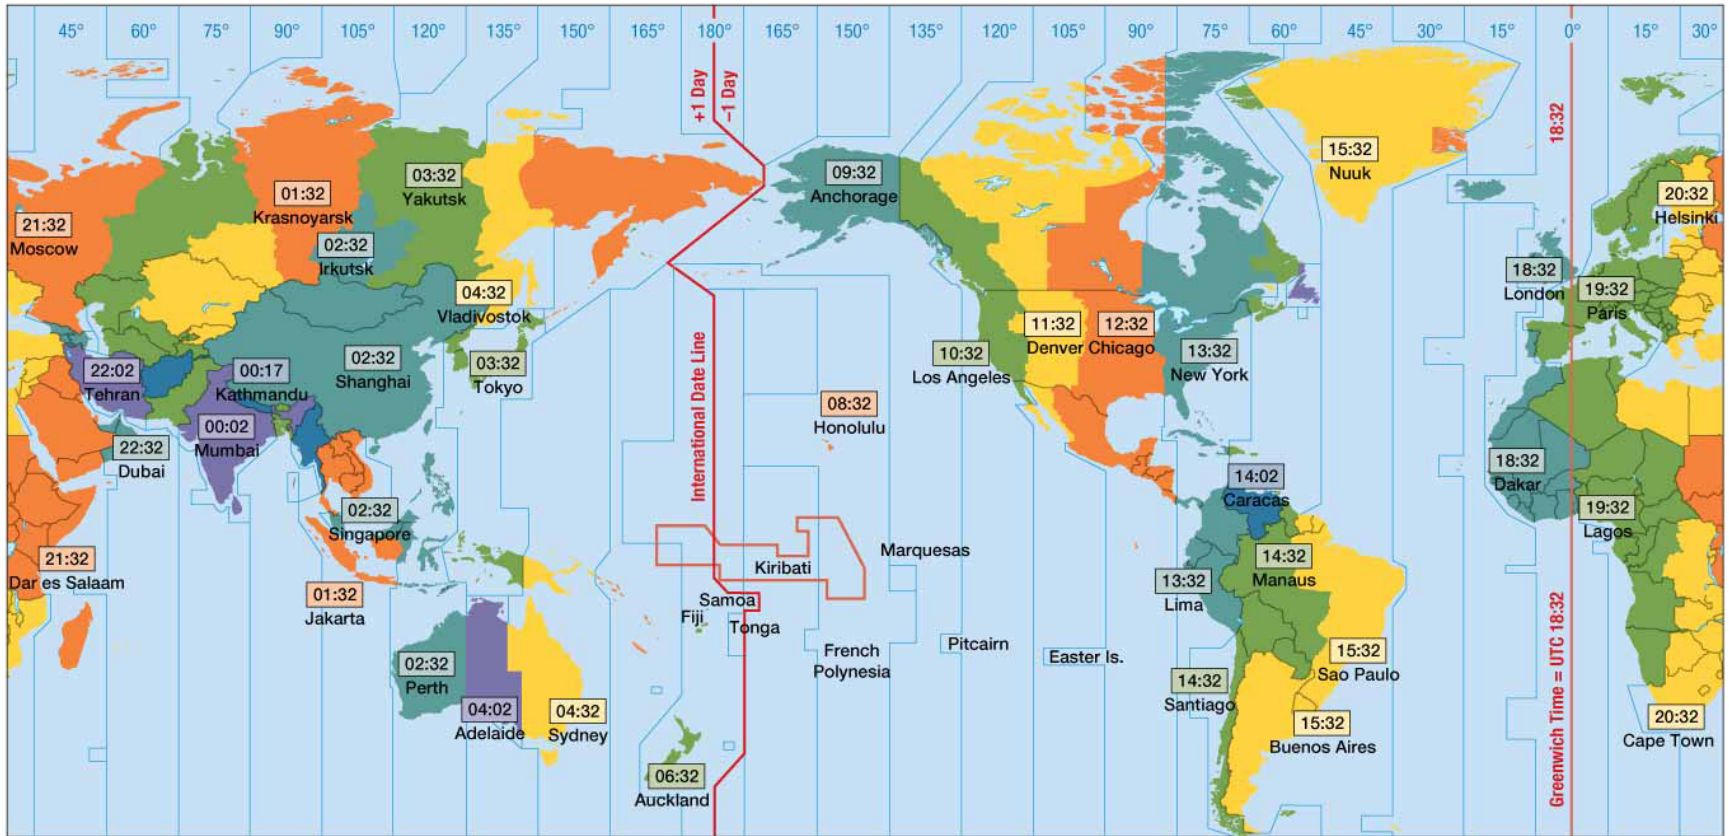 45° 60° 75° 90° 105° 120° 135° 150° 165° 180° 165° 150° 135° 120° 105° 90° 75° 60° 45° 30° 15° 0° 15° 30°
+1 Day
−1 Day
International Date Line
18:32
Greenwich Time = UTC 18:32
21:32
Moscow
01:32
Krasnoyarsk
02:32
Irkutsk
03:32
Yakutsk
04:32
Vladivostok
22:02
Tehran
00:17
Kathmandu
02:32
Shanghai
03:32
Tokyo
22:32
Dubai
00:02
Mumbai
02:32
Singapore
21:32
Dar es Salaam
01:32
Jakarta
02:32
Perth
04:02
Adelaide
04:32
Sydney
06:32
Auckland
09:32
Anchorage
08:32
Honolulu
10:32
Los Angeles
11:32
Denver
12:32
Chicago
13:32
New York
15:32
Nuuk
Marquesas
Kiribati
Samoa
Fiji
Tonga
French
Polynesia
Pitcairn
Easter Is.
14:02
Caracas
14:32
Manaus
13:32
Lima
14:32
Santiago
15:32
Sao Paulo
15:32
Buenos Aires
18:32
London
19:32
Paris
20:32
Helsinki
18:32
Dakar
19:32
Lagos
20:32
Cape Town